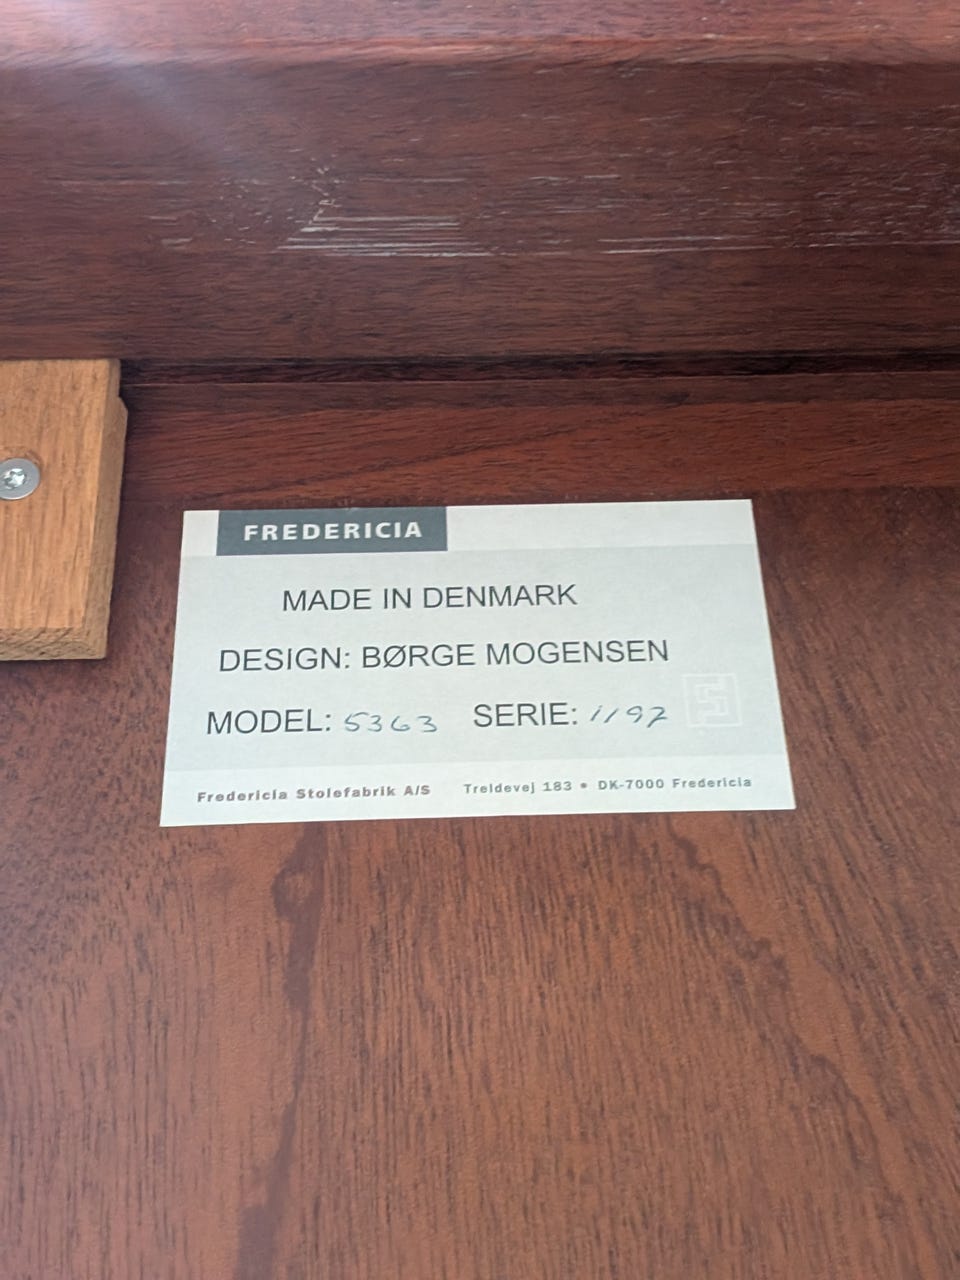 FREDERICIA
MADE IN DENMARK
DESIGN: BØRGE MOGENSEN
MODEL: 5363 SERIE: 1197
Fredericia Stolefabrik A/S Treldevej 183 • DK-7000 Fredericia